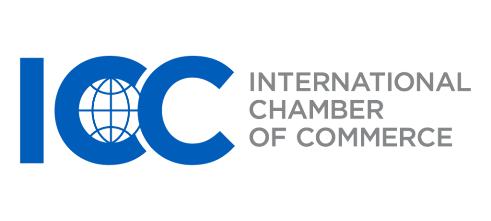 ICC
INTERNATIONAL
CHAMBER
OF COMMERCE